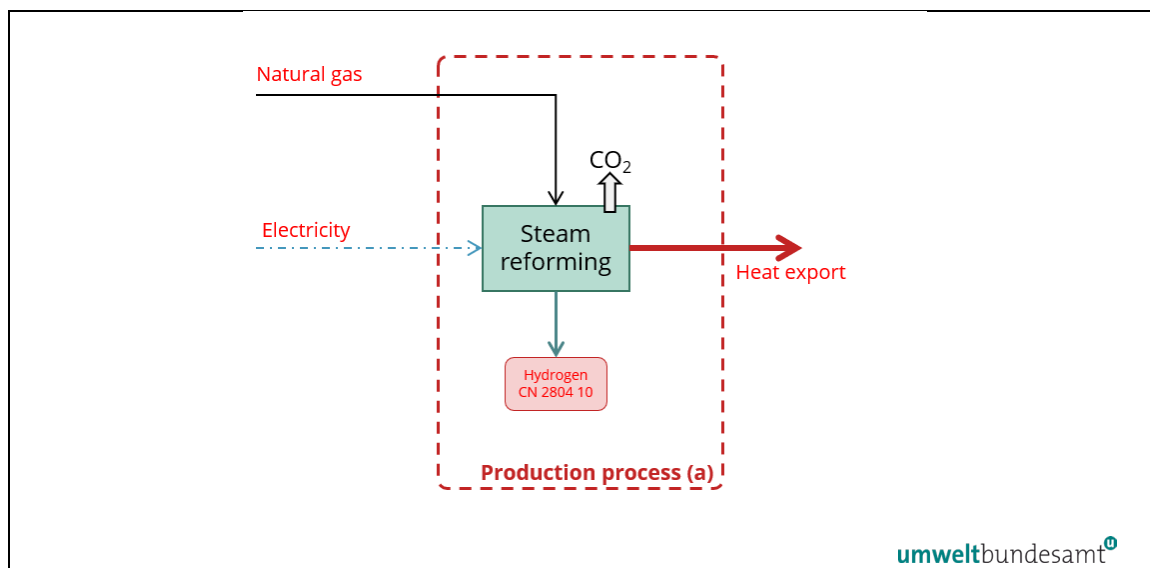 Natural gas
CO₂
Electricity
Steam
reforming
Heat export
Hydrogen
CN 2804 10
Production process (a)
umweltbundesamt u